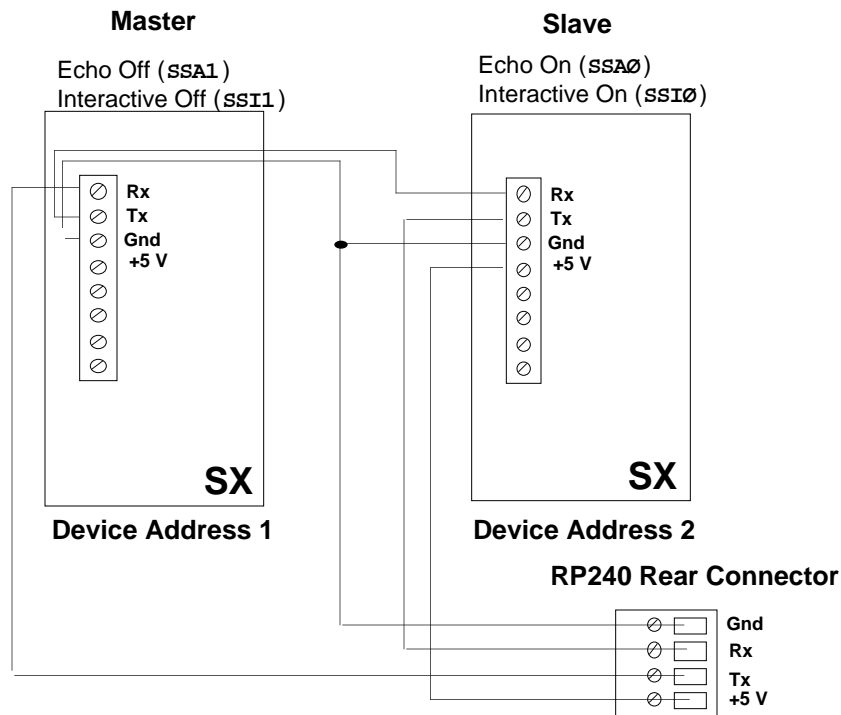 Master
Echo Off (SSA1)
Interactive Off (SSI1)
Rx
Tx
Gnd
+5 V
SX
Device Address 1
Slave
Echo On (SSAØ)
Interactive On (SSIØ)
Rx
Tx
Gnd
+5 V
SX
Device Address 2
RP240 Rear Connector
Gnd
Rx
Tx
+5 V